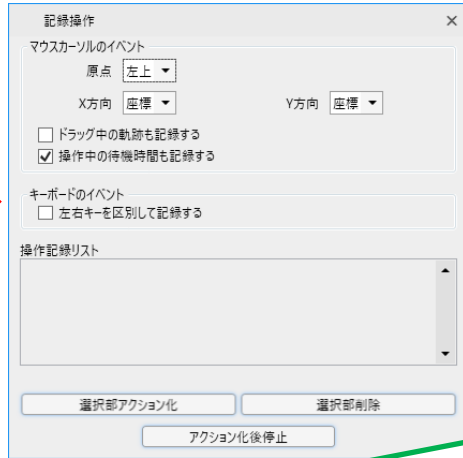 記録操作
マウスカーソルのイベント
原点 左上
X方向 座標 Y方向 座標
ドラッグ中の軌跡も記録する
操作中の待機時間も記録する
キーボードのイベント
左右キーを区別して記録する
操作記録リスト
選択部アクション化 選択部削除
アクション化後停止